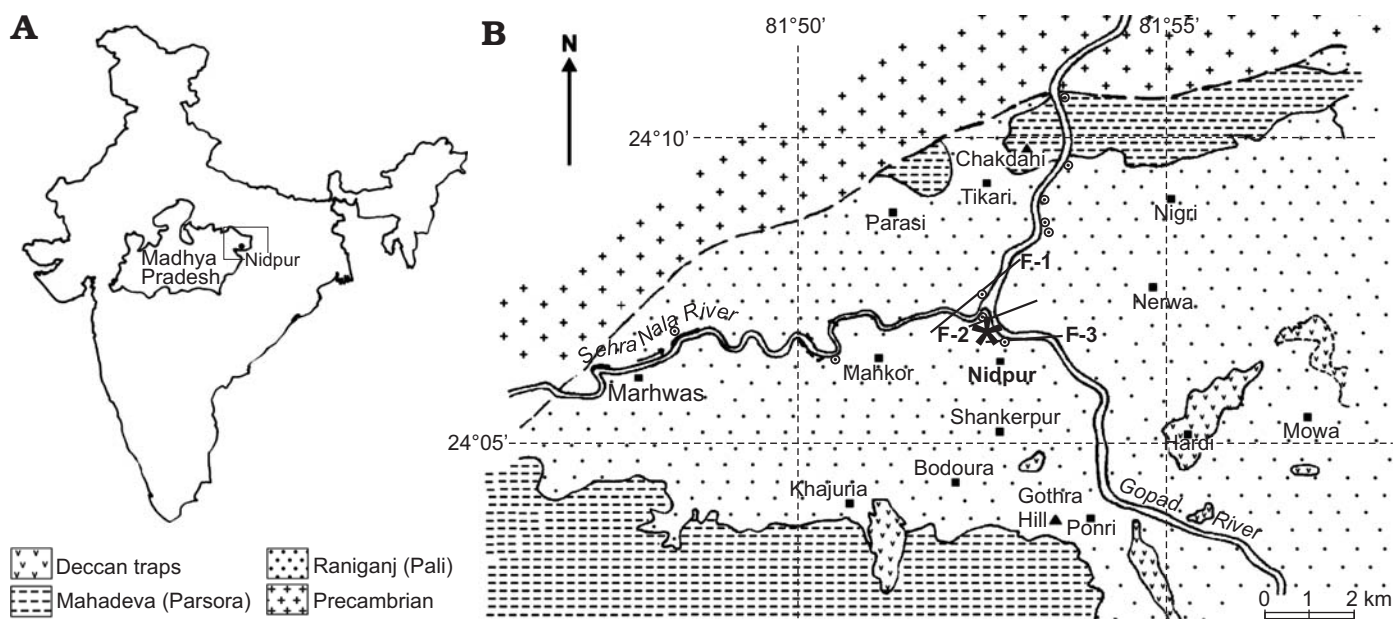 A
Madhya
Pradesh
Nidpur
Deccan traps
Mahadeva (Parsora)
Raniganj (Pali)
Precambrian
B
N
81°50’
81°55’
24°10’
Chakdahi
Tikari
Parasi
Nigri
F-1
Nerwa
Sehra Nala River
F-2
F-3
Mahkor
Nidpur
Marhwas
Shankerpur
24°05’
Hardi
Mowa
Bodoura
Khajuria
Gothra
Hill
Ponri
Gopad River
0 1 2 km